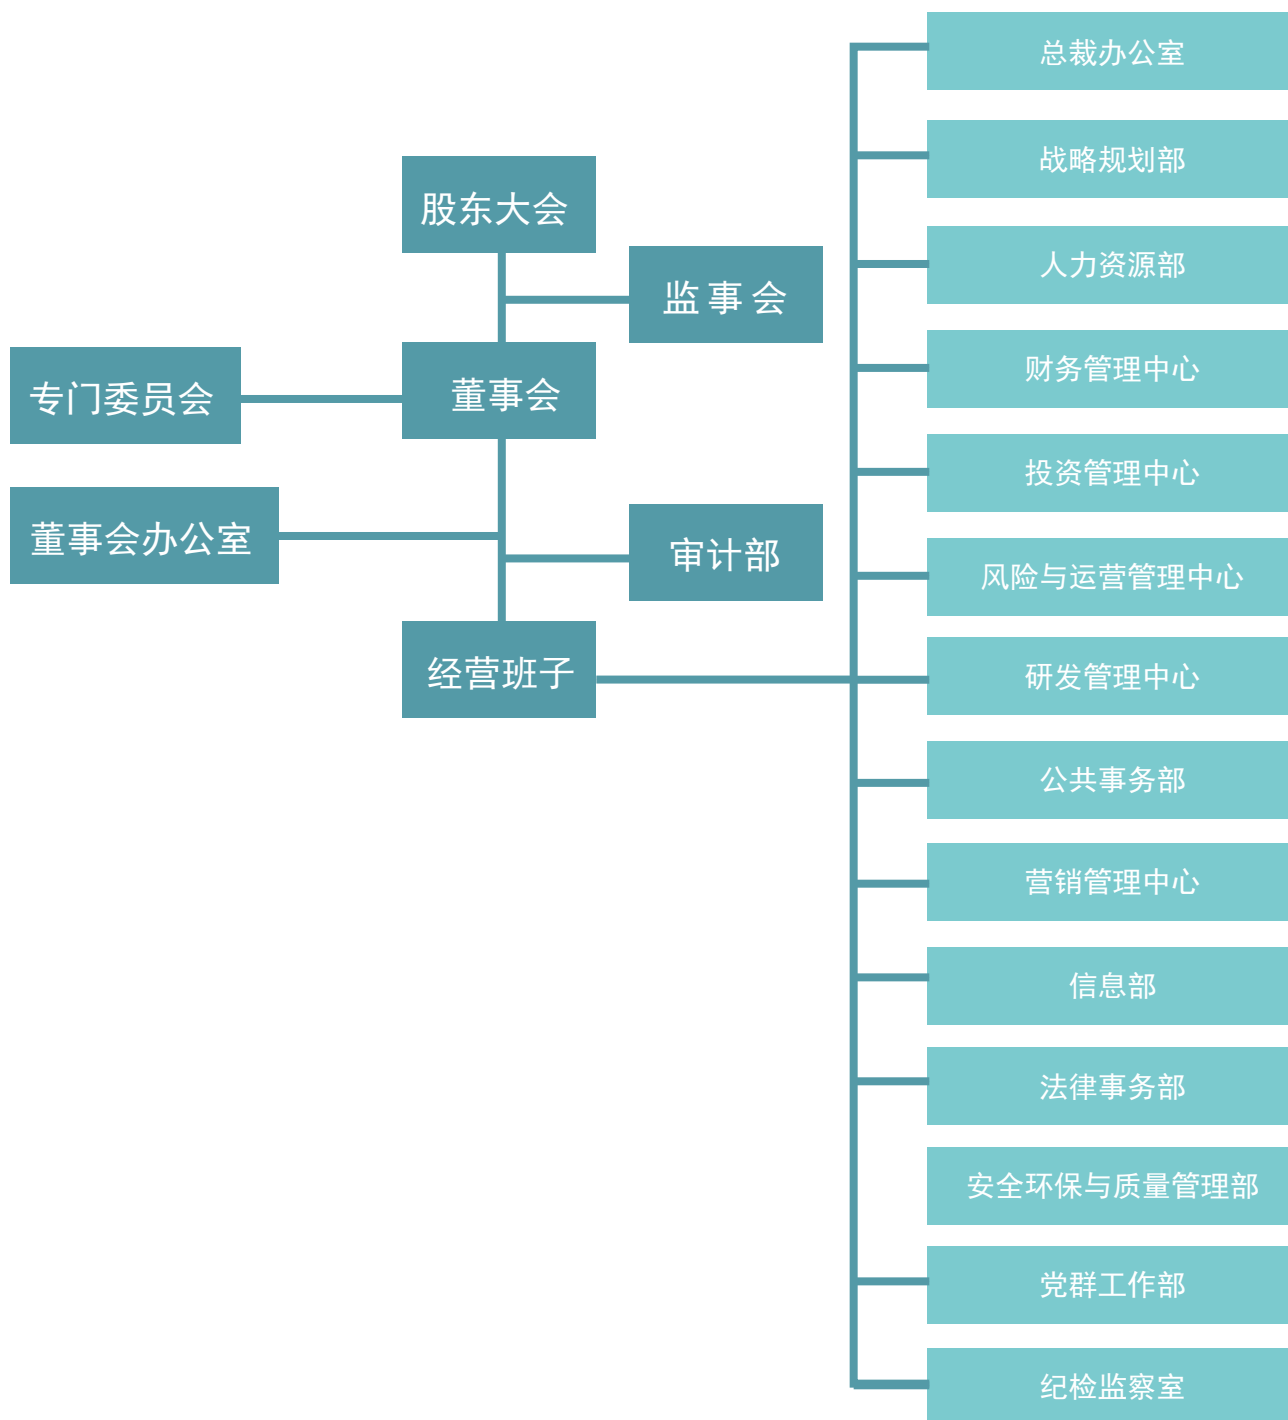 股东大会
监事会
专门委员会
董事会
董事会办公室
审计部
经营班子
总裁办公室
战略规划部
人力资源部
财务管理中心
投资管理中心
风险与运营管理中心
研发管理中心
公共事务部
营销管理中心
信息部
法律事务部
安全环保与质量管理部
党群工作部
纪检监察室